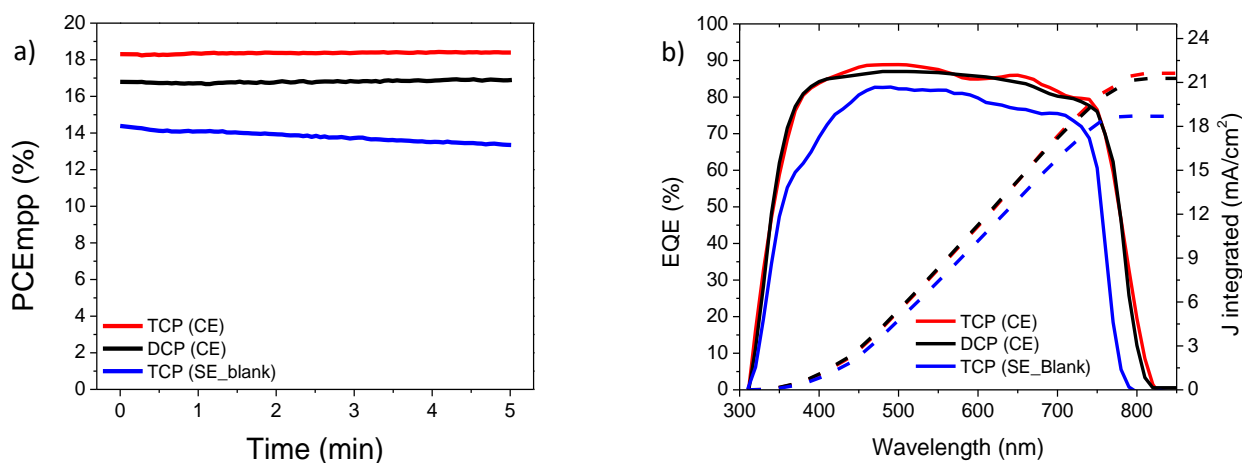 a)
PCEmpp (%)
20
18
16
14
12
10
8
6
4
2
0
TCP (CE)
DCP (CE)
TCP (SE_blank)
0 1 2 3 4 5
Time (min)
b)
EQE (%)
100
90
80
70
60
50
40
30
20
10
0
TCP (CE)
DCP (CE)
TCP (SE_Blank)
300 400 500 600 700 800
Wavelength (nm)
24
21
18
15
12
9
6
3
0
J integrated (mA/cm²)